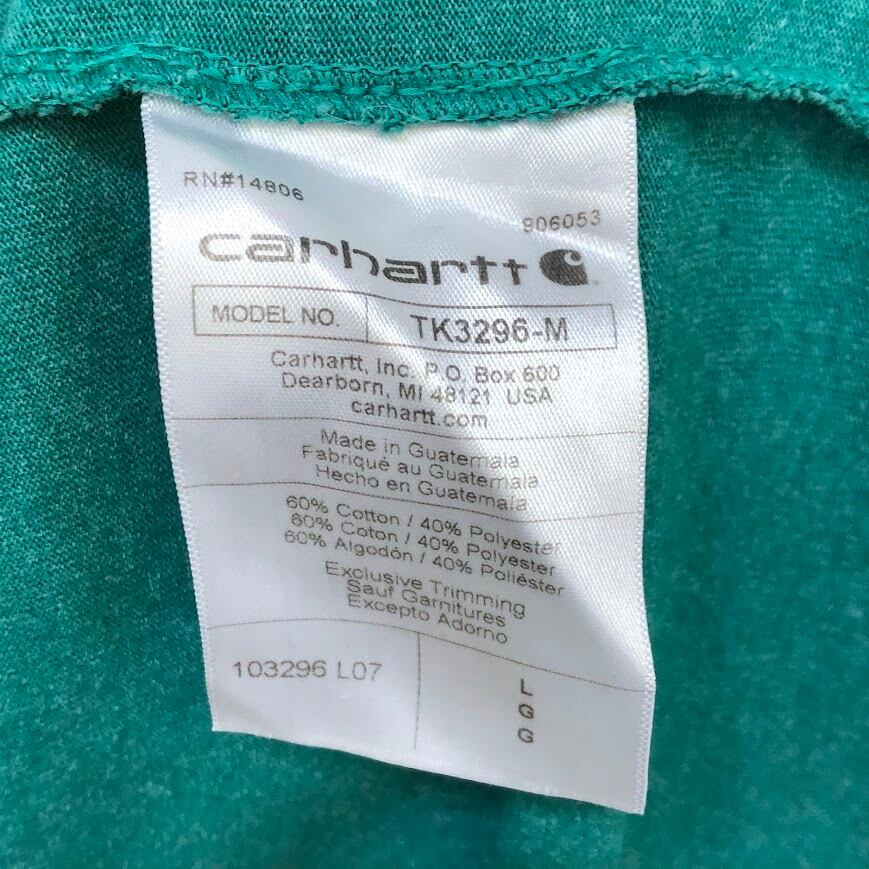 RN#14806
906053
carhartt
MODEL NO. TK3296-M
Carhartt, Inc. P.O. Box 600
Dearborn, MI 48121 USA
carhartt.com
Made in Guatemala
Fabriqué au Guatemala
Hecho en Guatemala
60% Cotton / 40% Polyester
60% Coton / 40% Polyester
60% Algodón / 40% Poliéster
Exclusive Trimming
Sauf Garnitures
Excepto Adorno
103296 L07
L
G
G